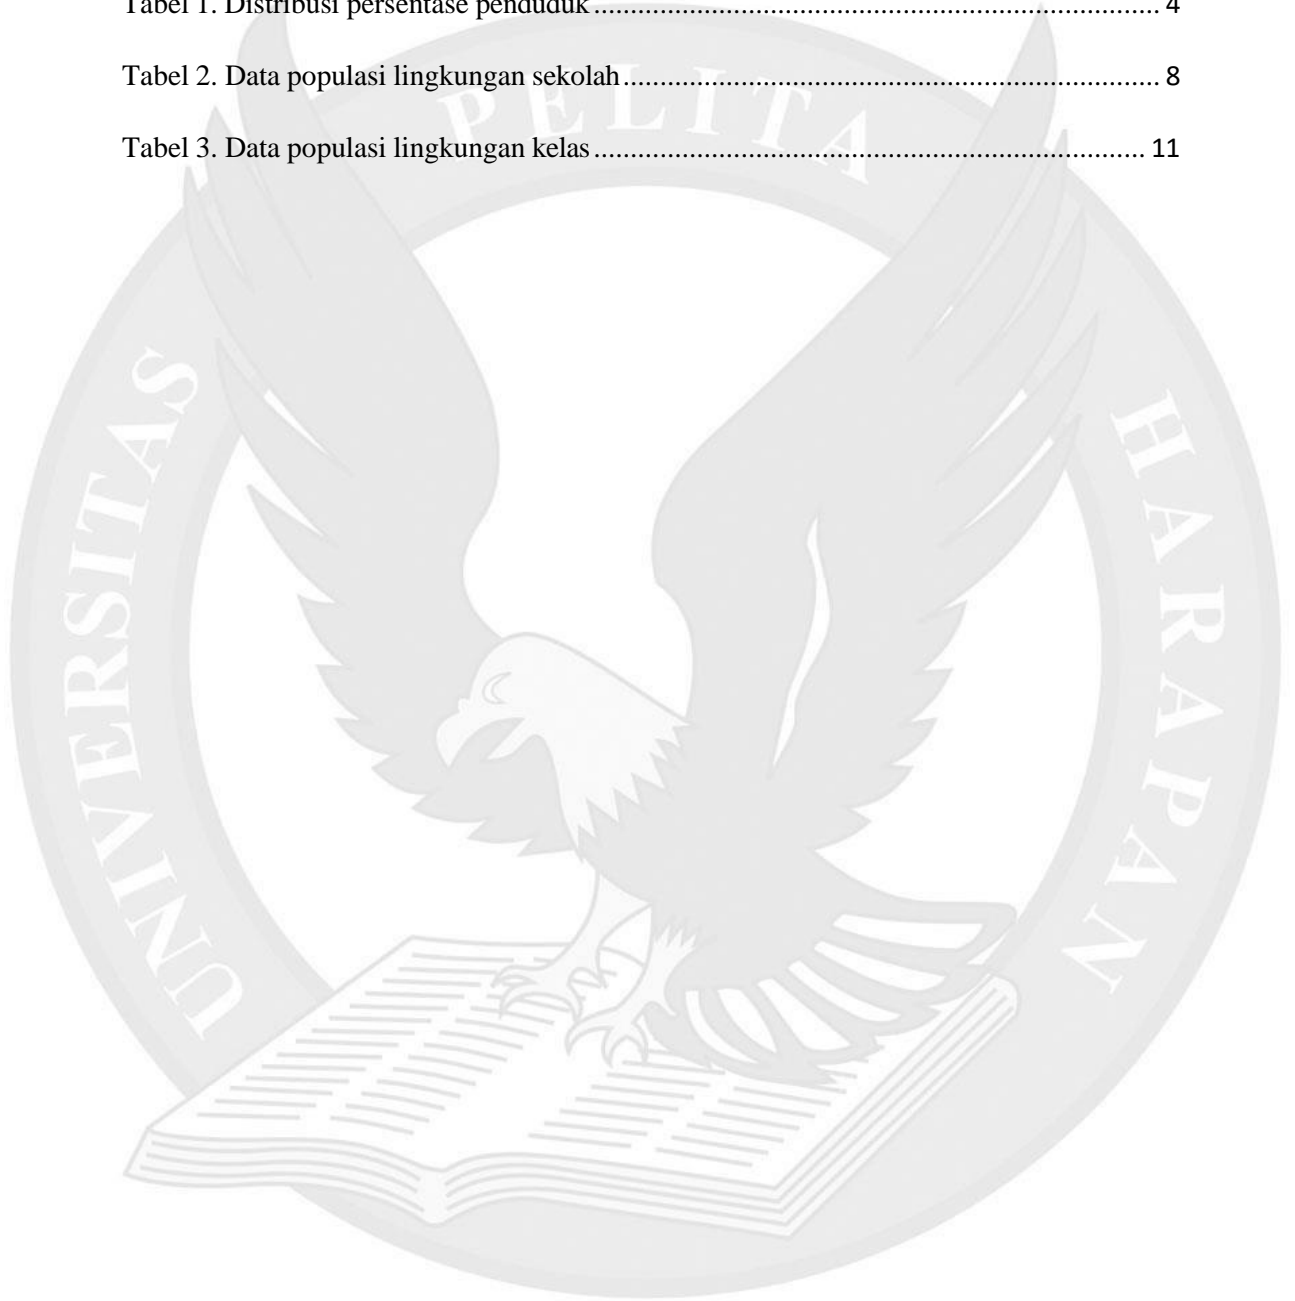 Tabel 1. Distribusi persentase penduduk ........ 4
Tabel 2. Data populasi lingkungan sekolah ........ 8
Tabel 3. Data populasi lingkungan kelas ........ 11
UNIVERSITAS PELITA HARAPAN